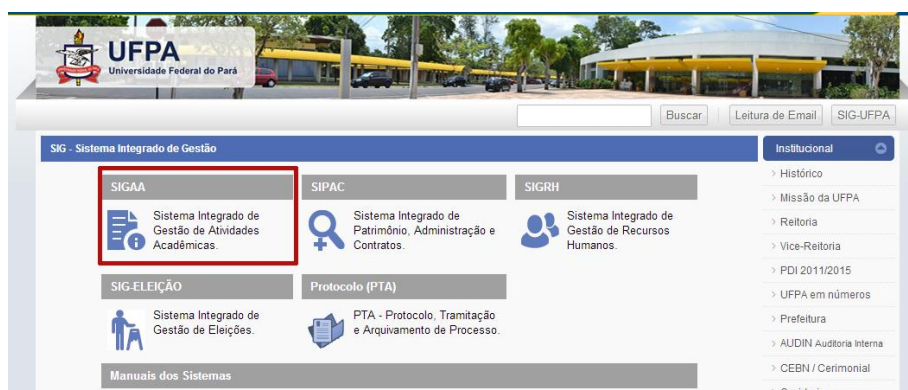 UFPA
Universidade Federal do Pará
Buscar
Leitura de Email
SIG-UFPA
SIG - Sistema Integrado de Gestão
SIGAA
Sistema Integrado de
Gestão de Atividades
Acadêmicas.
SIPAC
Sistema Integrado de
Patrimônio, Administração e
Contratos.
SIGRH
Sistema Integrado de
Gestão de Recursos
Humanos.
SIG-ELEIÇÃO
Sistema Integrado de
Gestão de Eleições.
Protocolo (PTA)
PTA - Protocolo, Tramitação
e Arquivamento de Processo.
Manuais dos Sistemas
Institucional
> Histórico
> Missão da UFPA
> Reitoria
> Vice-Reitoria
> PDI 2011/2015
> UFPA em números
> Prefeitura
> AUDIN Auditoria Interna
> CEBN / Cerimonial